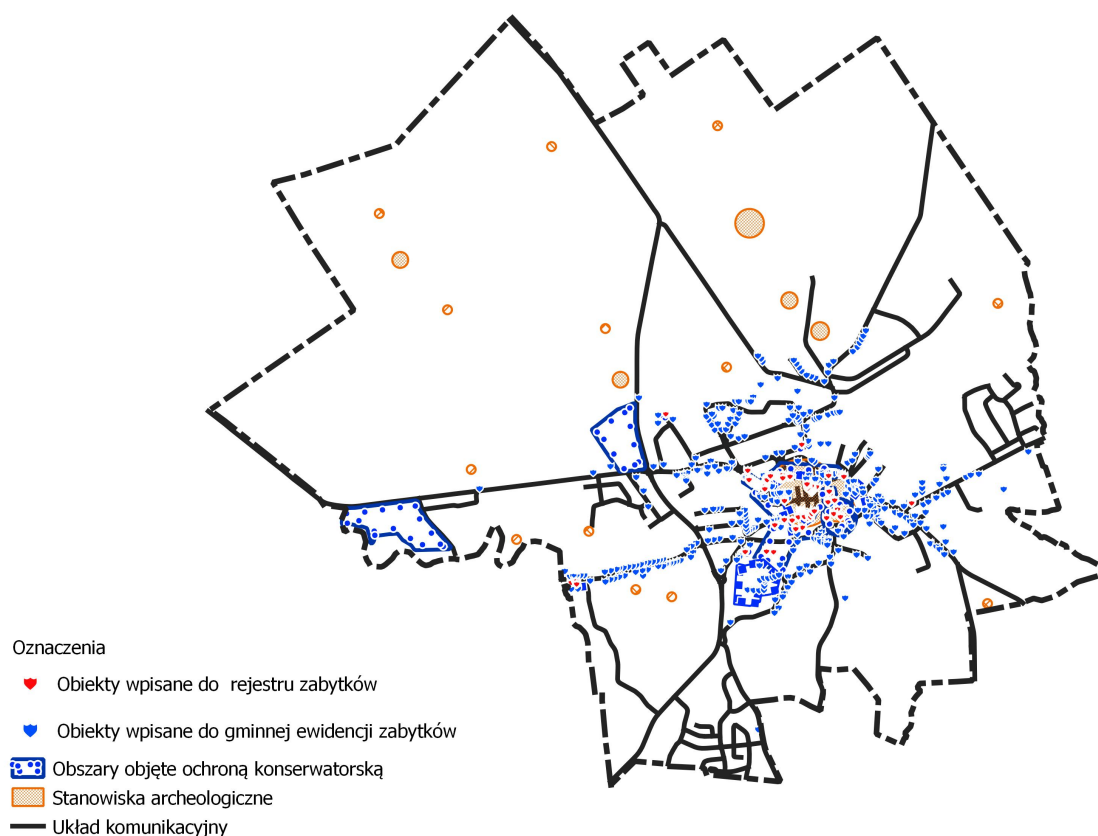 Oznaczenia
Obiekty wpisane do rejestru zabytków
Obiekty wpisane do gminnej ewidencji zabytków
Obszary objęte ochroną konserwatorską
Stanowiska archeologiczne
Układ komunikacyjny